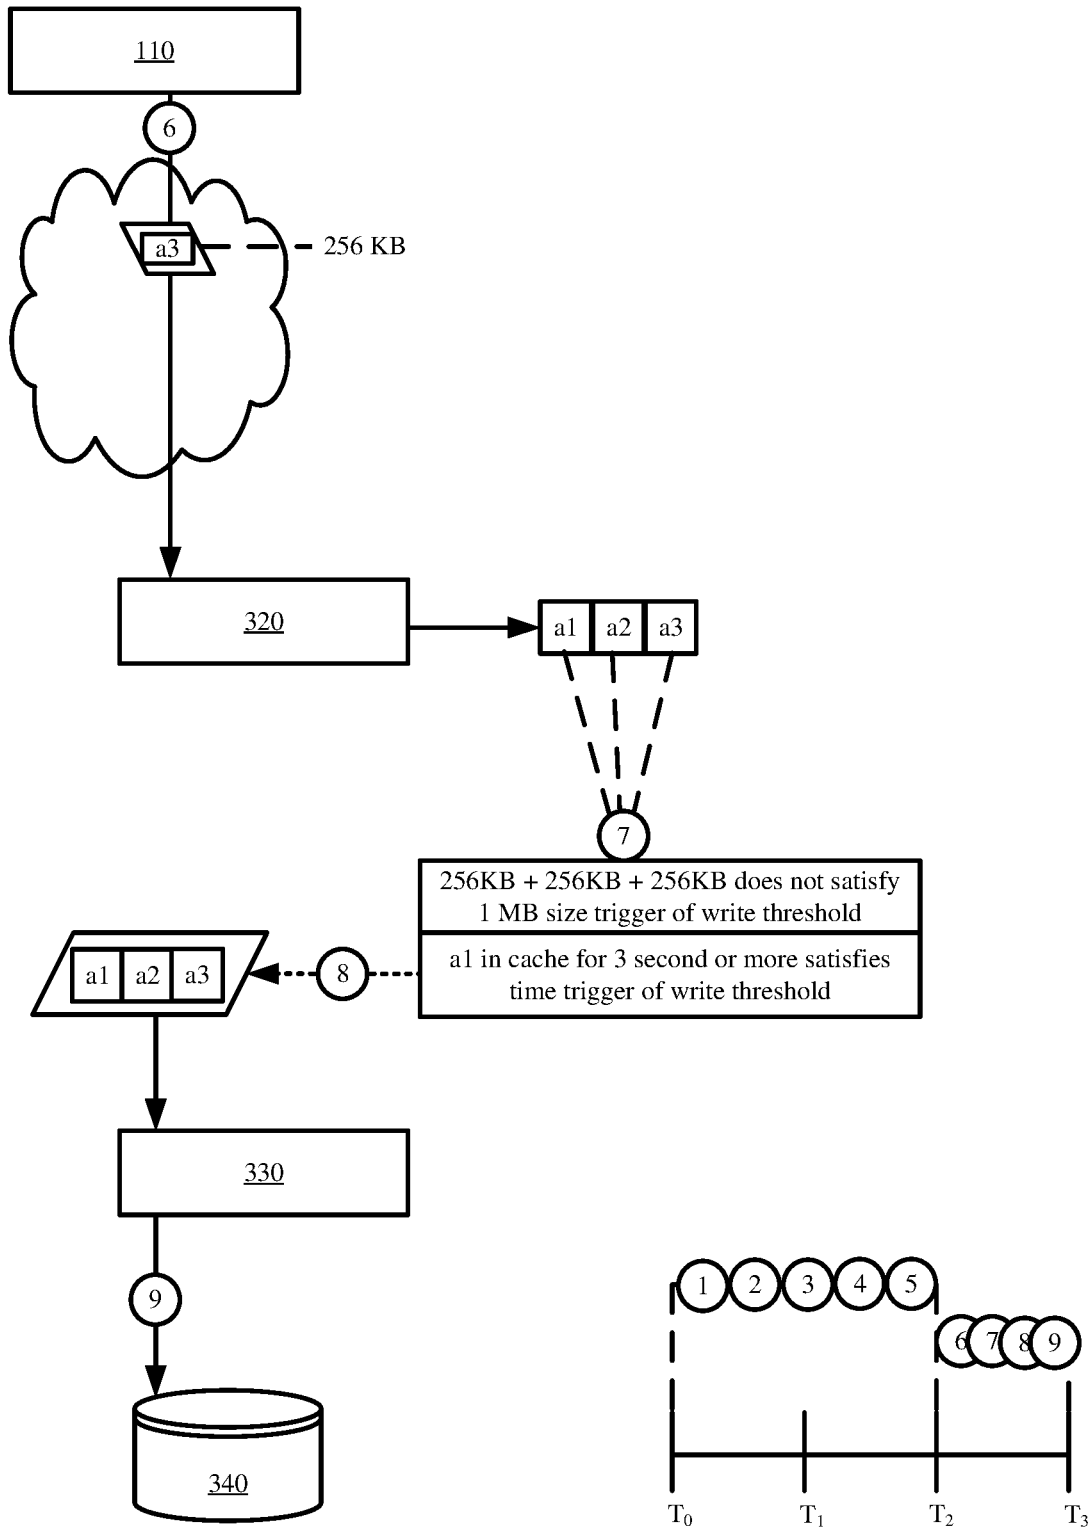 110
6
a3
256 KB
320
a1 a2 a3
7
256KB + 256KB + 256KB does not satisfy
1 MB size trigger of write threshold
a1 in cache for 3 second or more satisfies
time trigger of write threshold
8
a1 a2 a3
330
9
340
1 2 3 4 5
6 7 8 9
T0 T1 T2 T3